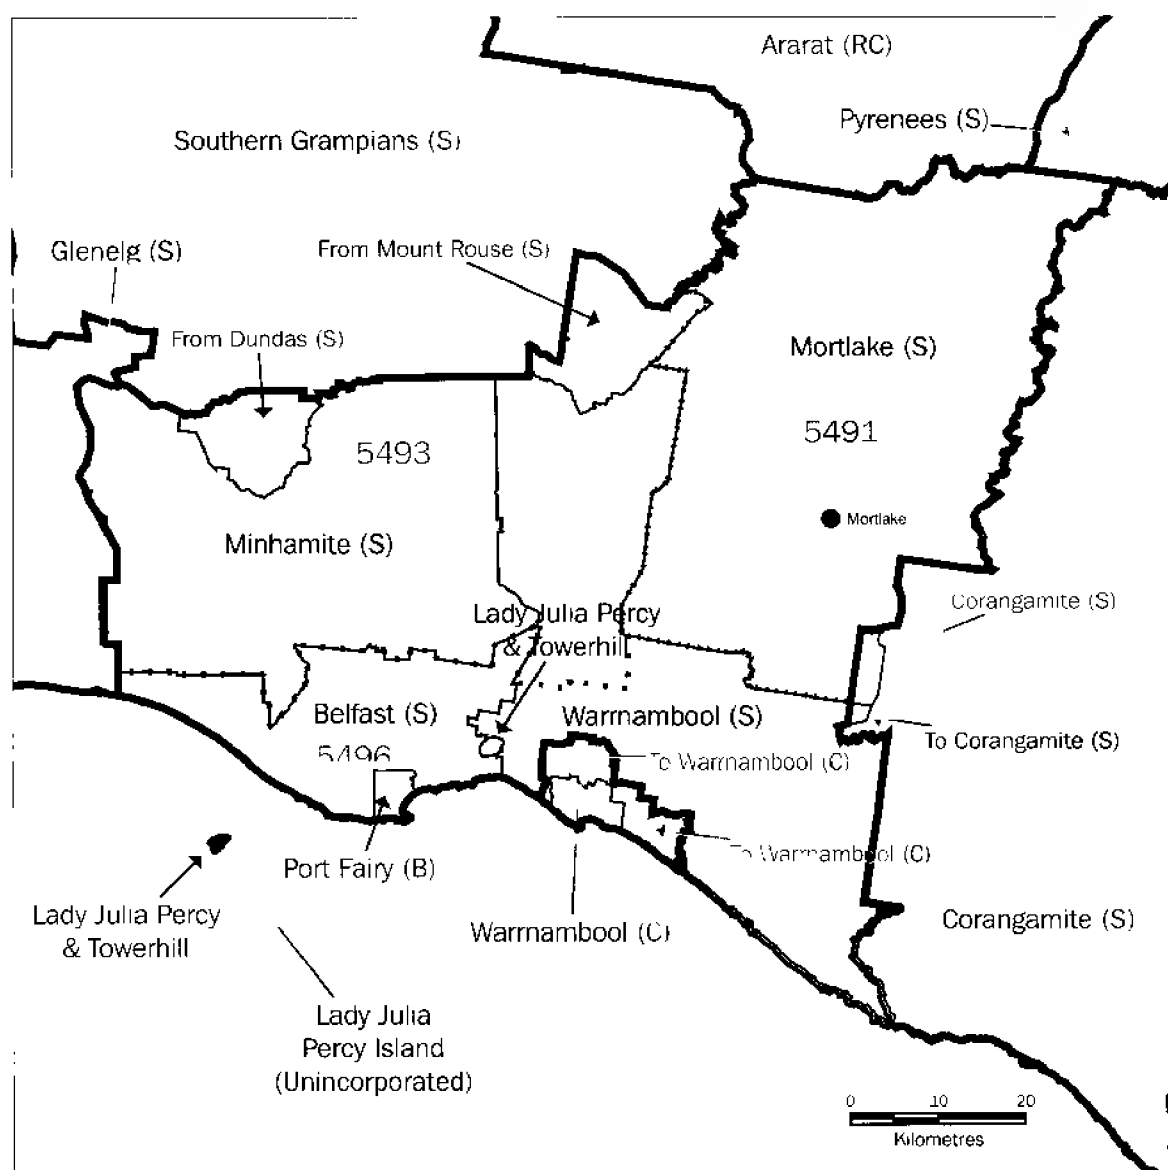 Ararat (RC)
Pyrenees (S)
Southern Grampians (S)
Glenelg (S)
From Mount Rouse (S)
From Dundas (S)
Mortlake (S)
5491
5493
Mortlake
Minhamite (S)
Corangamite (S)
Lady Julia Percy
& Towerhill
Belfast (S)
5496
Warrnambool (S)
To Corangamite (S)
To Warrnambool (C)
To Warrnambool (C)
Port Fairy (B)
Lady Julia Percy
& Towerhill
Warrnambool (C)
Corangamite (S)
Lady Julia
Percy Island
(Unincorporated)
0 10 20
Kilometres